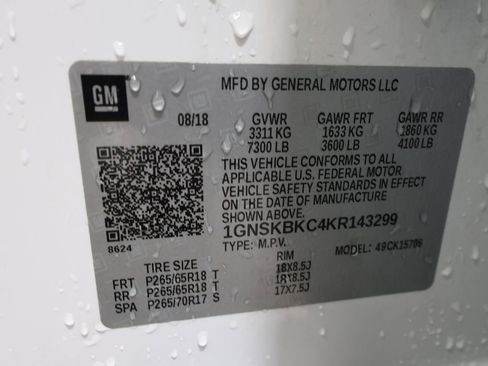 GM
MFD BY GENERAL MOTORS LLC
08/18 GVWR GAWR FRT GAWR RR
3311 KG 1633 KG 1860 KG
7300 LB 3600 LB 4100 LB
THIS VEHICLE CONFORMS TO ALL
APPLICABLE U.S. FEDERAL MOTOR
VEHICLE SAFETY STANDARDS IN EFFECT
ON THE DATE OF MANUFACTURE
SHOWN ABOVE.
1GNSKBKC4KR143299
8624 TYPE: M.P.V. MODEL: 49CK15706
TIRE SIZE RIM
FRT P265/65R18 T 18X8.5J
RR P265/65R18 T 18X8.5J
SPA P265/70R17 S 17X7.5J